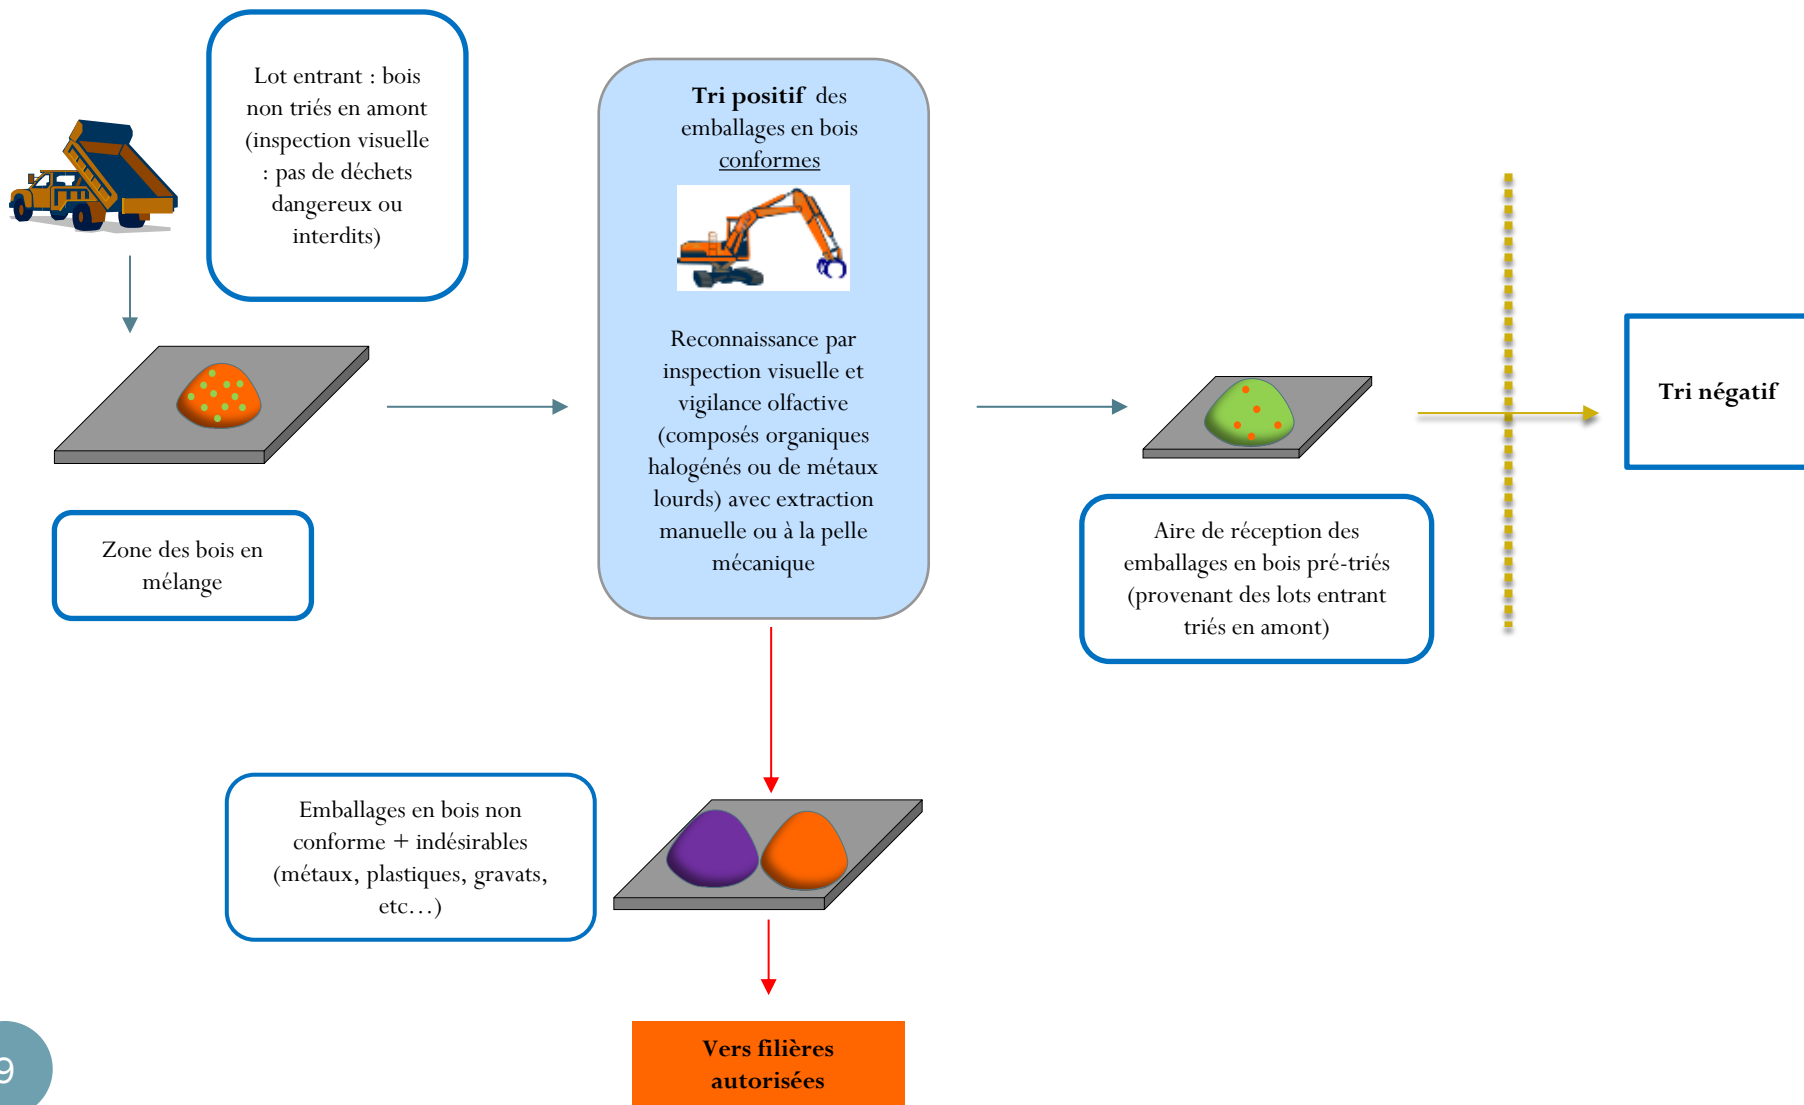 Lot entrant : bois
non triés en amont
(inspection visuelle
: pas de déchets
dangereux ou
interdits)
Zone des bois en
mélange
Tri positif des
emballages en bois
conformes
Reconnaissance par
inspection visuelle et
vigilance olfactive
(composés organiques
halogénés ou de métaux
lourds) avec extraction
manuelle ou à la pelle
mécanique
Aire de réception des
emballages en bois pré-triés
(provenant des lots entrant
triés en amont)
Tri négatif
Emballages en bois non
conforme + indésirables
(métaux, plastiques, gravats,
etc…)
Vers filières
autorisées
9